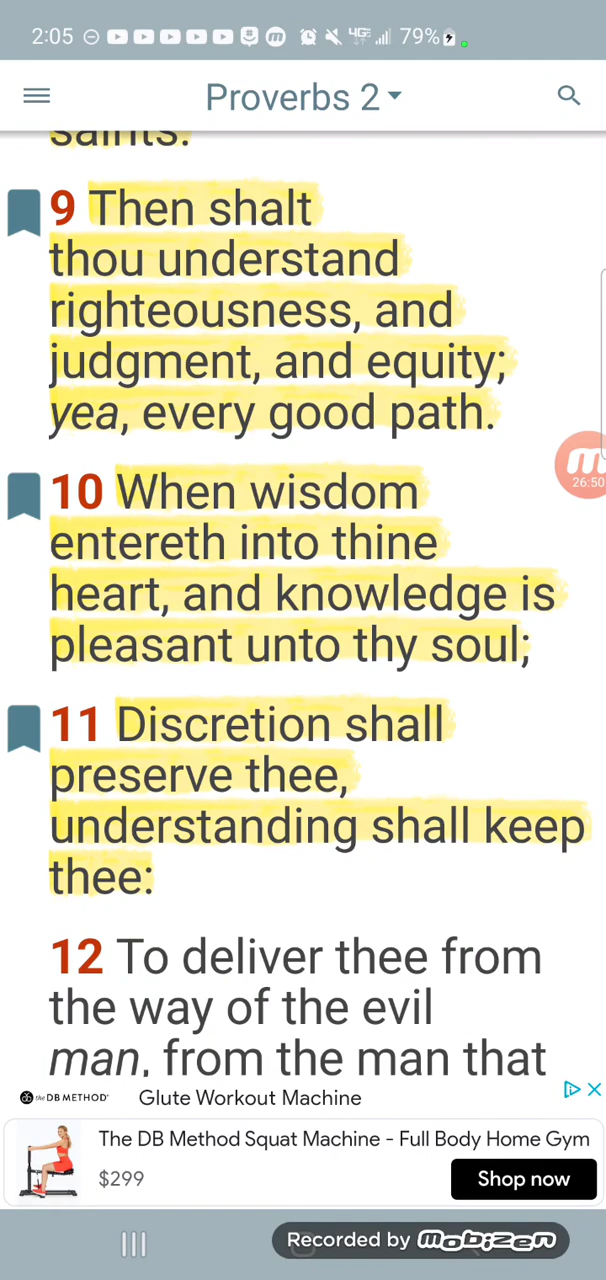 2:05 4G 79%
Proverbs 2
saints.
9 Then shalt
thou understand
righteousness, and
judgment, and equity;
yea, every good path.
26:50
10 When wisdom
entereth into thine
heart, and knowledge is
pleasant unto thy soul;
11 Discretion shall
preserve thee,
understanding shall keep
thee:
12 To deliver thee from
the way of the evil
man, from the man that
the DB METHOD Glute Workout Machine
The DB Method Squat Machine - Full Body Home Gym
$299 Shop now
Recorded by mobizen